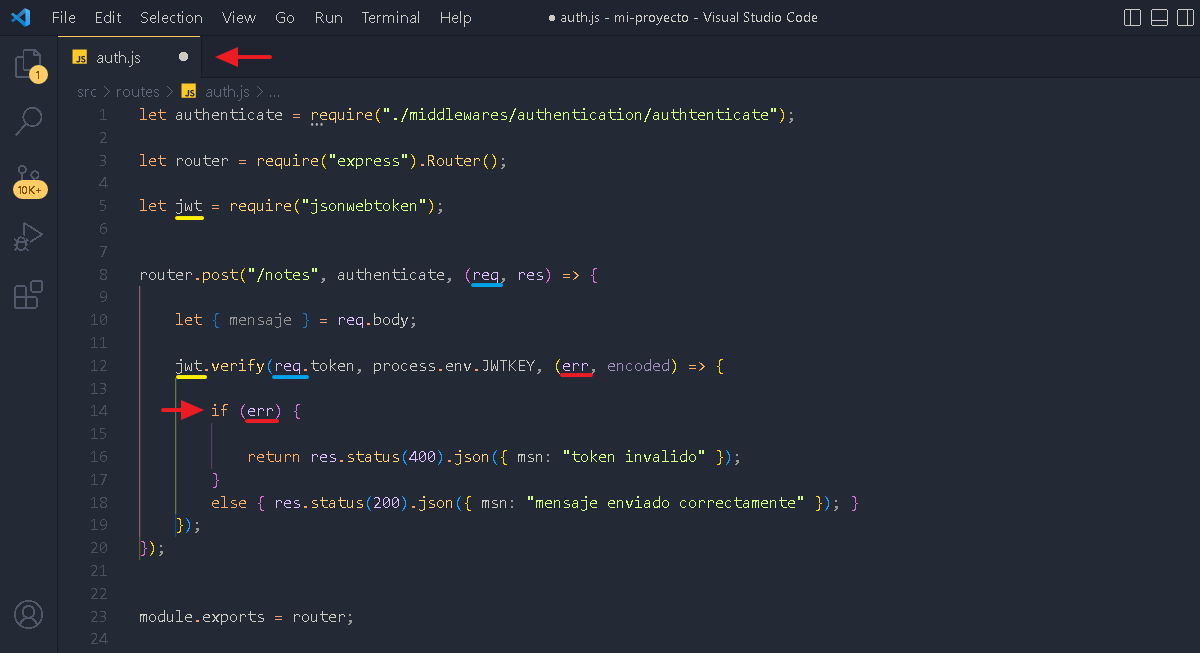 File Edit Selection View Go Run Terminal Help ● auth.js - mi-proyecto - Visual Studio Code
JS auth.js ●
1
src > routes > JS auth.js > ...
1 let authenticate = require("./middlewares/authentication/authtenticate");
2
3 let router = require("express").Router();
4
10K+
5 let jwt = require("jsonwebtoken");
6
7
8 router.post("/notes", authenticate, (req, res) => {
9
10 let { mensaje } = req.body;
11
12 jwt.verify(req.token, process.env.JWTKEY, (err, encoded) => {
13
14 if (err) {
15
16 return res.status(400).json({ msn: "token invalido" });
17 }
18 else { res.status(200).json({ msn: "mensaje enviado correctamente" }); }
19 });
20 });
21
22
23 module.exports = router;
24